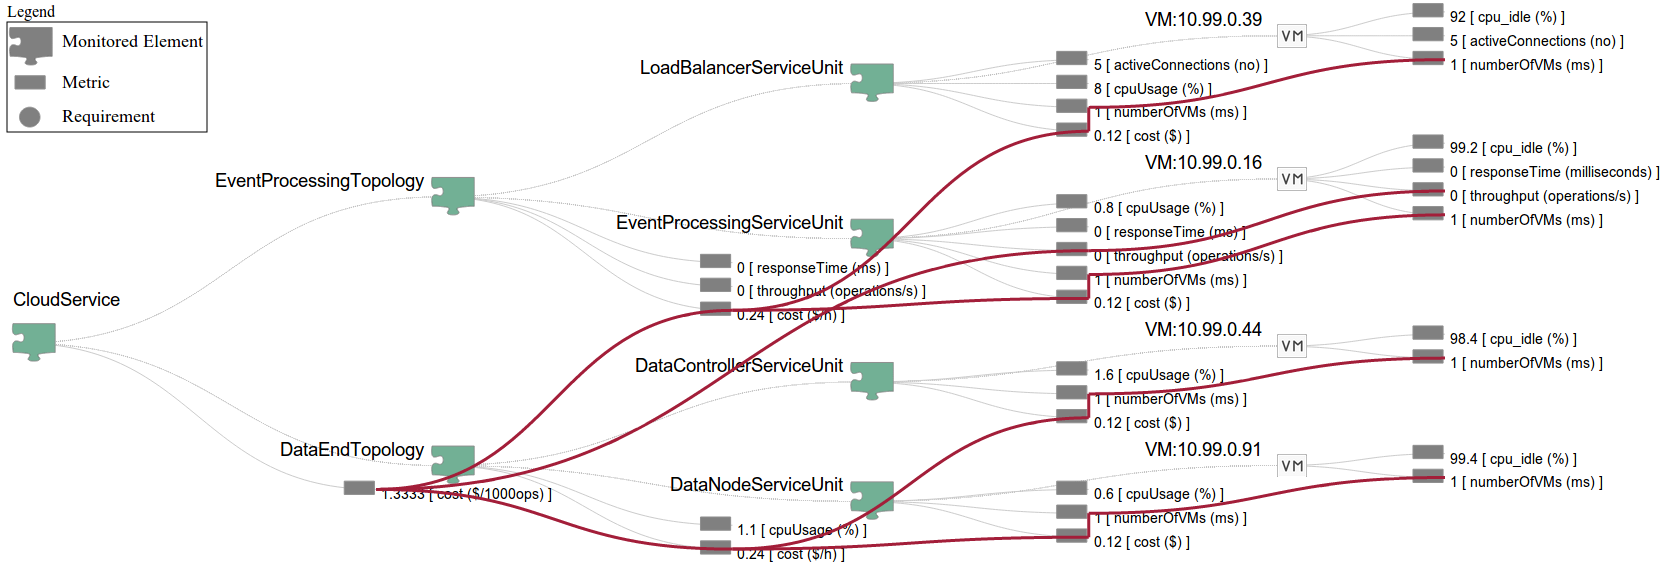 Legend
Monitored Element
Metric
Requirement
CloudService
EventProcessingTopology
DataEndTopology
1.3333 [ cost ($/1000ops) ]
LoadBalancerServiceUnit
EventProcessingServiceUnit
0 [ responseTime (ms) ]
0 [ throughput (operations/s) ]
0.24 [ cost ($/h) ]
DataControllerServiceUnit
DataNodeServiceUnit
1.1 [ cpuUsage (%) ]
0.24 [ cost ($/h) ]
VM:10.99.0.39
VM
5 [ activeConnections (no) ]
8 [ cpuUsage (%) ]
1 [ numberOfVMs (ms) ]
0.12 [ cost ($) ]
VM:10.99.0.16
VM
0.8 [ cpuUsage (%) ]
0 [ responseTime (ms) ]
0 [ throughput (operations/s) ]
1 [ numberOfVMs (ms) ]
0.12 [ cost ($) ]
VM:10.99.0.44
VM
1.6 [ cpuUsage (%) ]
1 [ numberOfVMs (ms) ]
0.12 [ cost ($) ]
VM:10.99.0.91
VM
0.6 [ cpuUsage (%) ]
1 [ numberOfVMs (ms) ]
0.12 [ cost ($) ]
92 [ cpu_idle (%) ]
5 [ activeConnections (no) ]
1 [ numberOfVMs (ms) ]
99.2 [ cpu_idle (%) ]
0 [ responseTime (milliseconds) ]
0 [ throughput (operations/s) ]
1 [ numberOfVMs (ms) ]
98.4 [ cpu_idle (%) ]
1 [ numberOfVMs (ms) ]
99.4 [ cpu_idle (%) ]
1 [ numberOfVMs (ms) ]